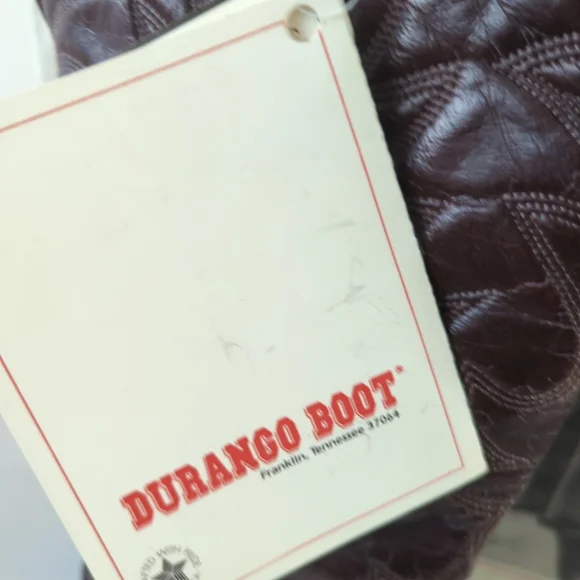 DURANGO BOOT®
Franklin, Tennessee 37064